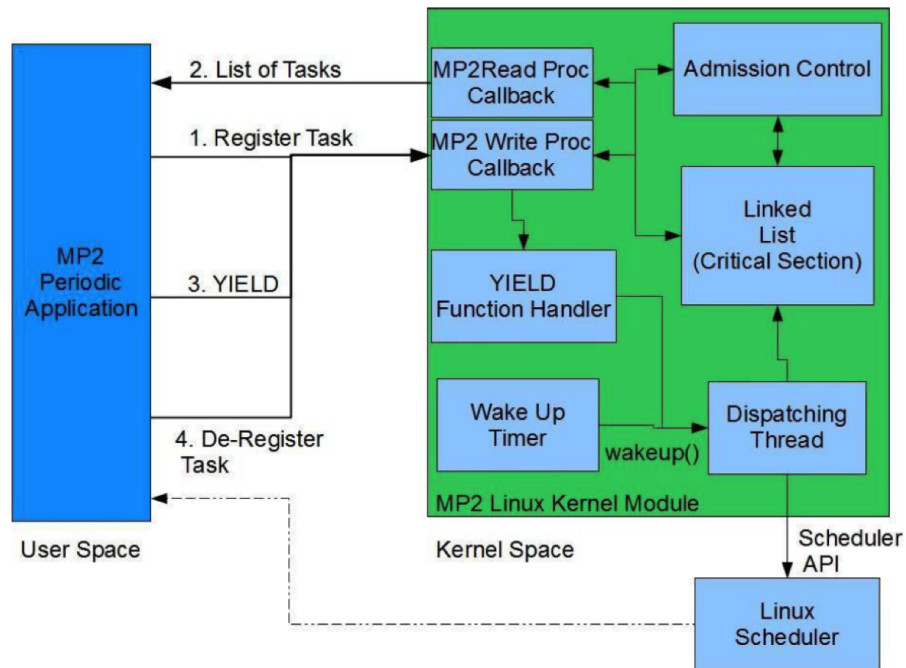 2. List of Tasks
1. Register Task
MP2
Periodic
Application
3. YIELD
4. De-Register
Task
User Space
MP2Read Proc
Callback
MP2 Write Proc
Callback
Admission Control
Linked
List
(Critical Section)
YIELD
Function Handler
Wake Up
Timer
wakeup()
Dispatching
Thread
MP2 Linux Kernel Module
Kernel Space
Scheduler
API
Linux
Scheduler